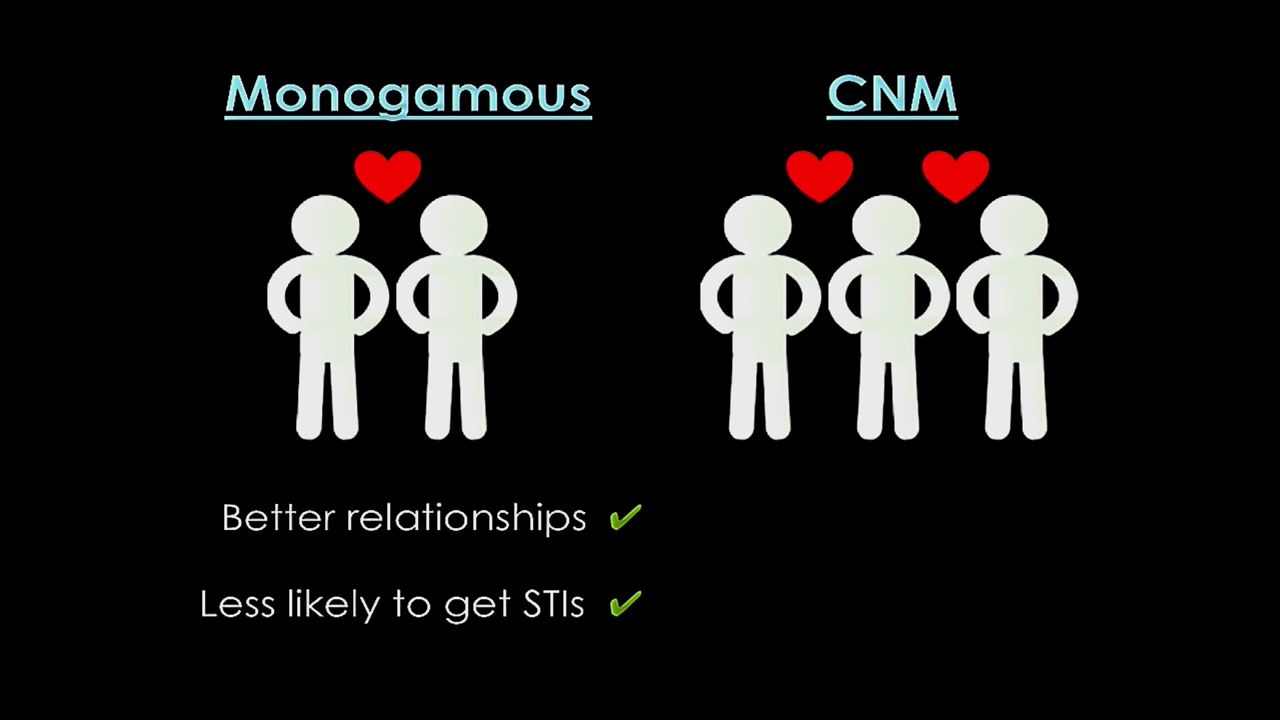 Monogamous
CNM
Better relationships ✔
Less likely to get STIs ✔